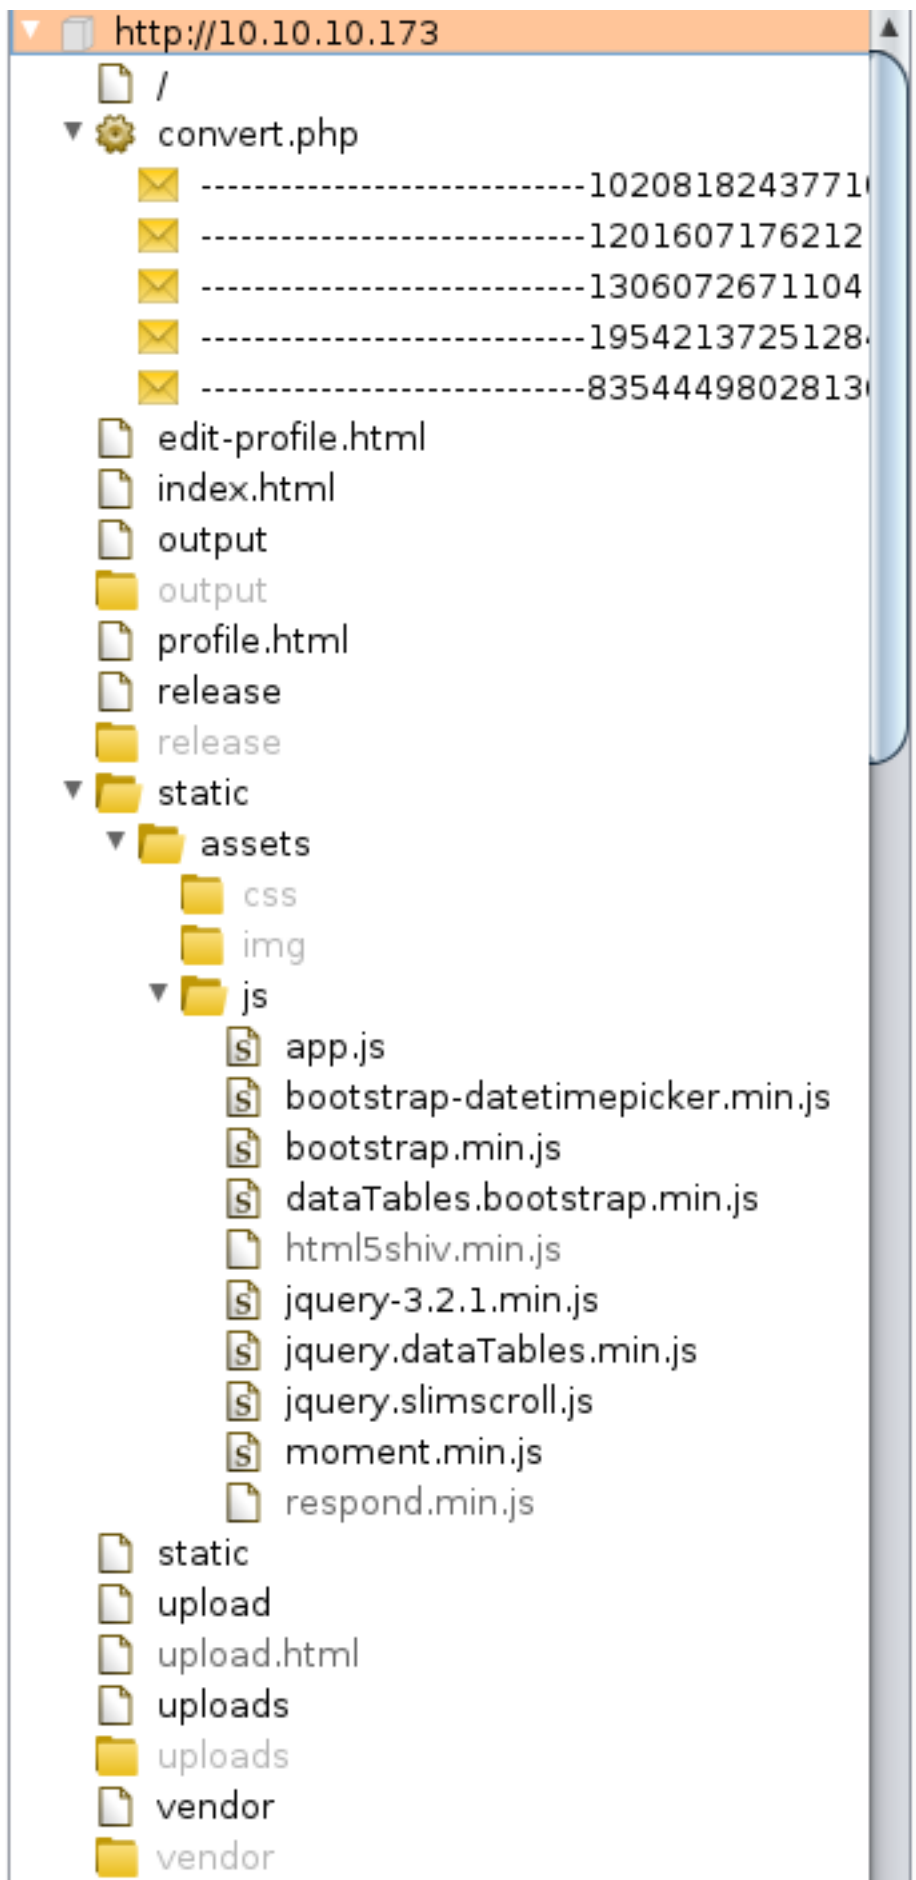 http://10.10.10.173
/
convert.php
-----------------------------1020818243771
-----------------------------1201607176212
-----------------------------1306072671104
-----------------------------1954213725128
-----------------------------8354449802813
edit-profile.html
index.html
output
output
profile.html
release
release
static
assets
css
img
js
app.js
bootstrap-datetimepicker.min.js
bootstrap.min.js
dataTables.bootstrap.min.js
html5shiv.min.js
jquery-3.2.1.min.js
jquery.dataTables.min.js
jquery.slimscroll.js
moment.min.js
respond.min.js
static
upload
upload.html
uploads
uploads
vendor
vendor